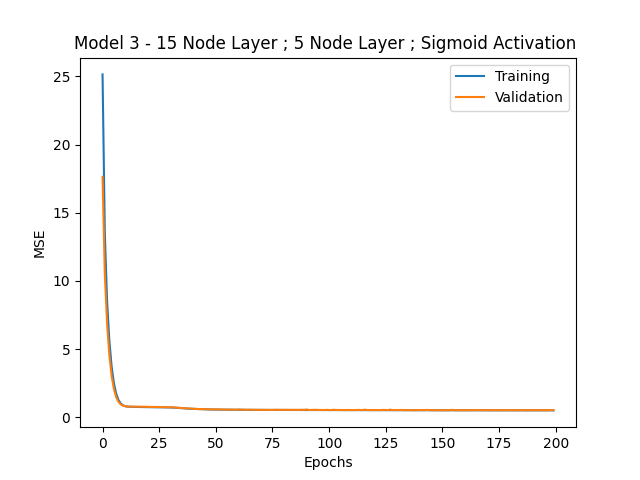 Model 3 - 15 Node Layer ; 5 Node Layer ; Sigmoid Activation
Training
Validation
25
20
15
10
5
0
MSE
0 25 50 75 100 125 150 175 200
Epochs